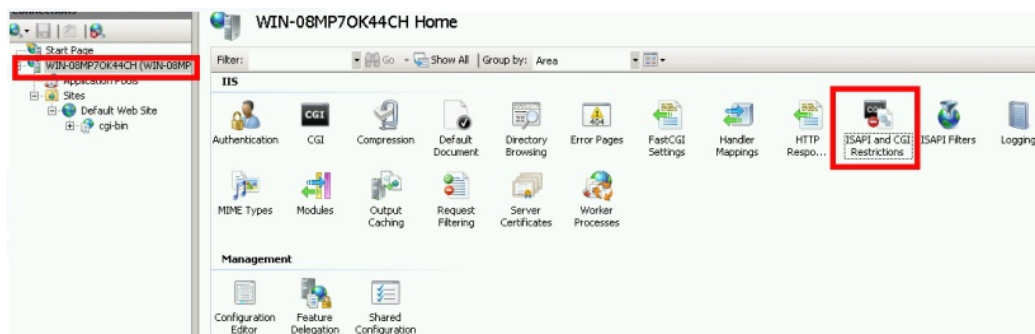 Connections
WIN-08MP7OK44CH Home
Start Page
WIN-08MP7OK44CH (WIN-08MP
Application Pools
Sites
Default Web Site
cgi-bin
Filter: Go Show All Group by: Area
IIS
Authentication CGI Compression Default Document Directory Browsing Error Pages FastCGI Settings Handler Mappings HTTP Respo... ISAPI and CGI Restrictions ISAPI Filters Logging
MIME Types Modules Output Caching Request Filtering Server Certificates Worker Processes
Management
Configuration Editor Feature Delegation Shared Configuration